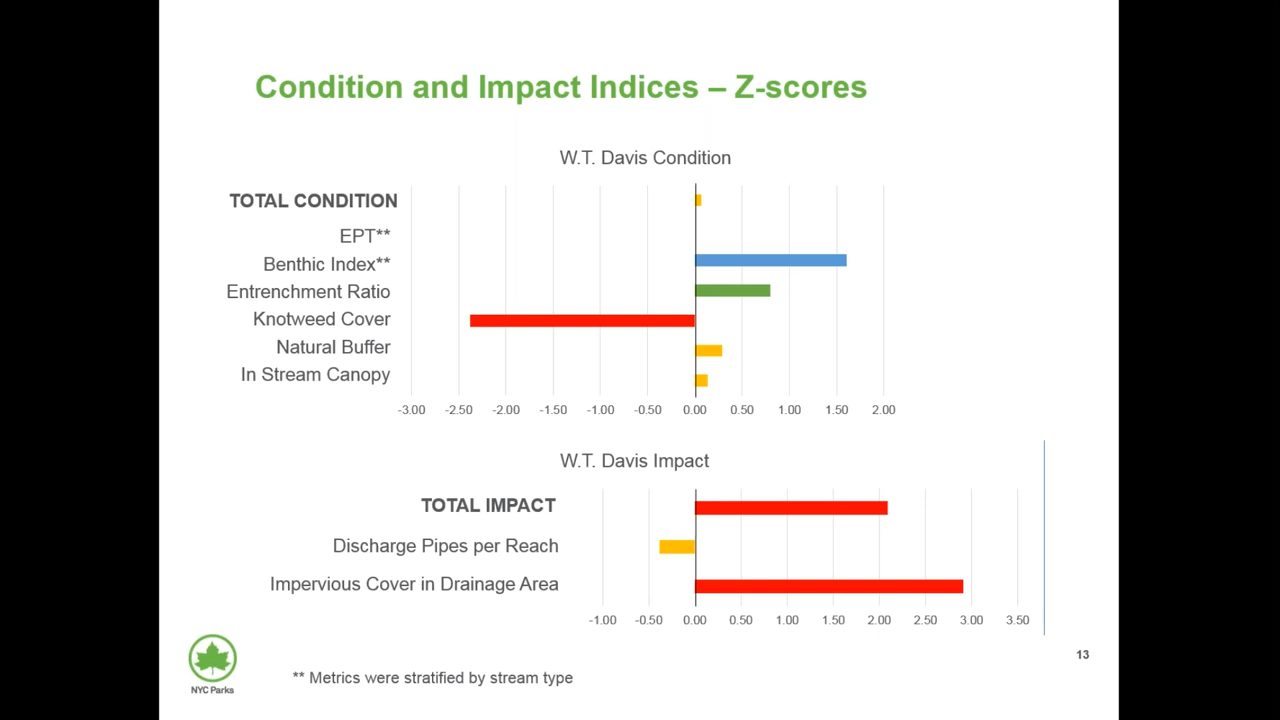 Condition and Impact Indices – Z-scores
W.T. Davis Condition
TOTAL CONDITION
EPT**
Benthic Index**
Entrenchment Ratio
Knotweed Cover
Natural Buffer
In Stream Canopy
-3.00 -2.50 -2.00 -1.50 -1.00 -0.50 0.00 0.50 1.00 1.50 2.00
W.T. Davis Impact
TOTAL IMPACT
Discharge Pipes per Reach
Impervious Cover in Drainage Area
-1.00 -0.50 0.00 0.50 1.00 1.50 2.00 2.50 3.00 3.50
13
** Metrics were stratified by stream type
NYC Parks